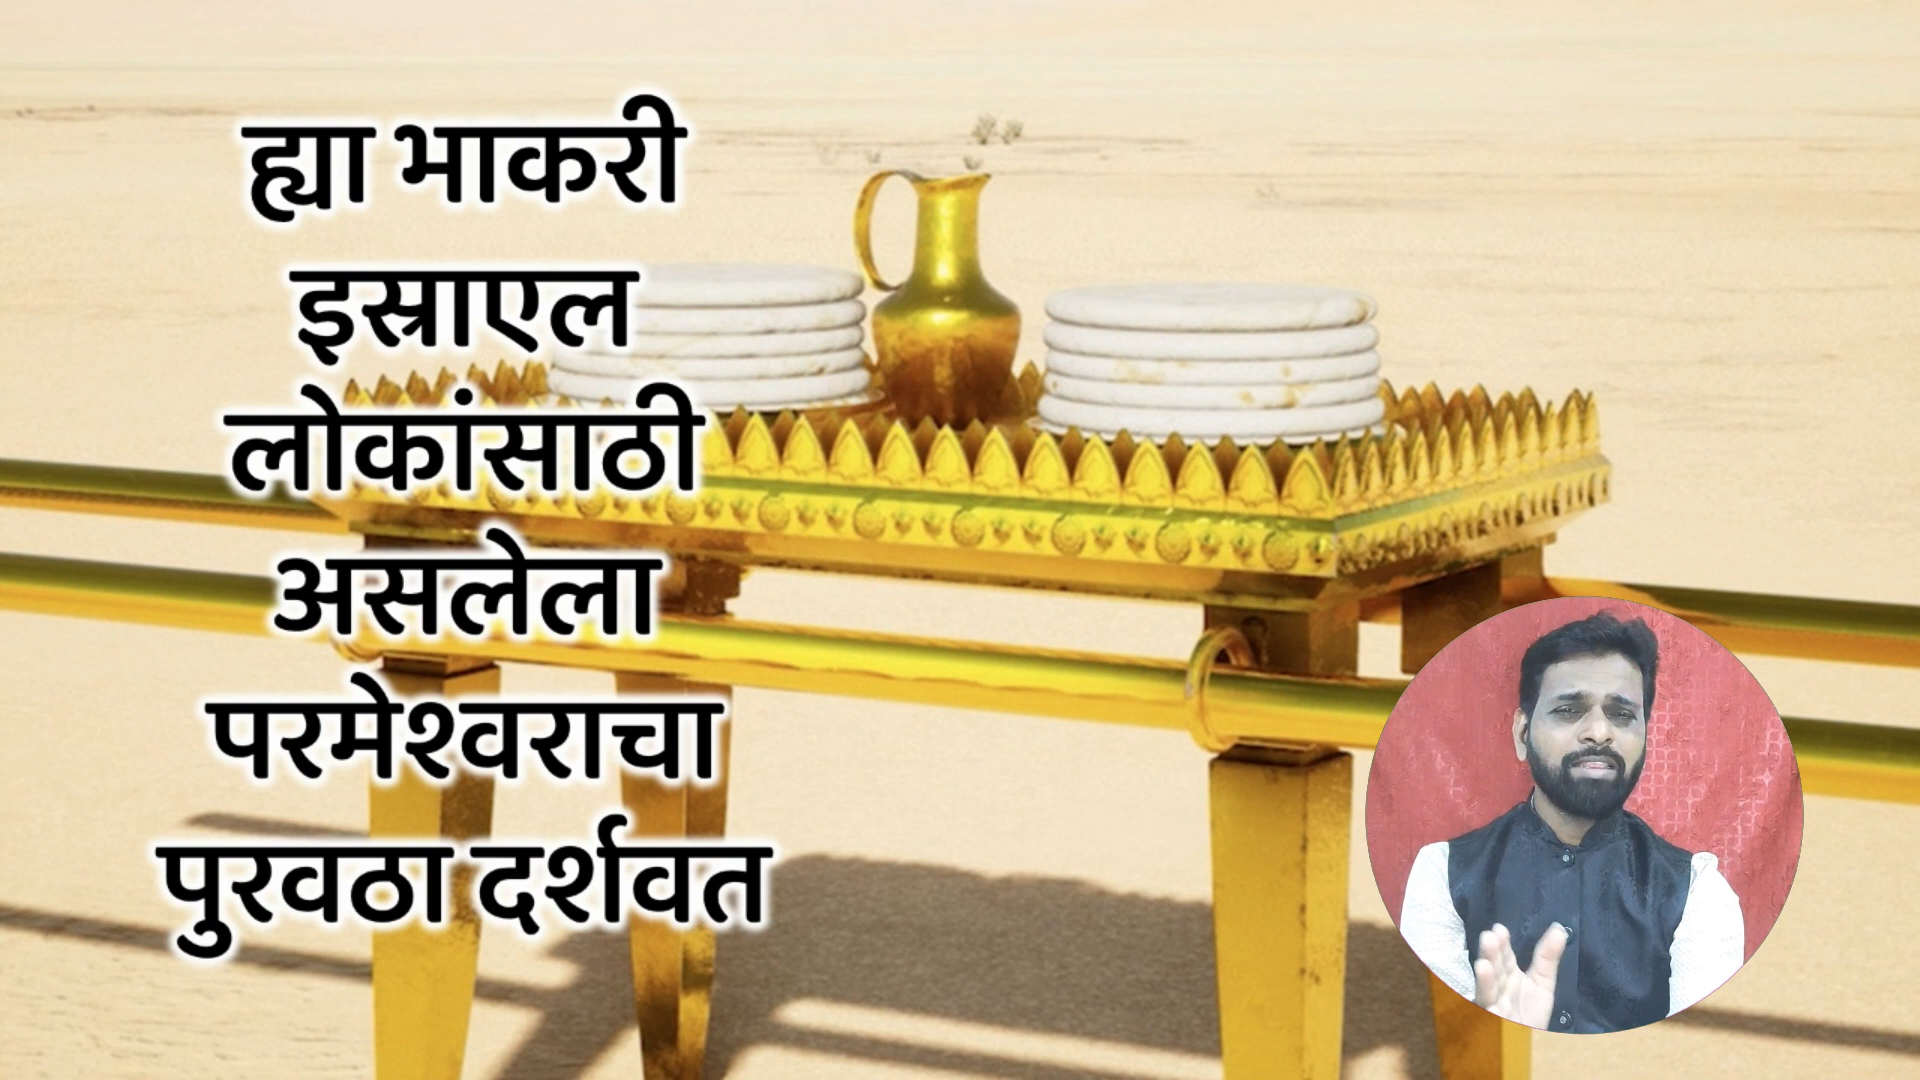 ह्या भाकरी
इस्राएल
लोकांसाठी
असलेला
परमेश्वराचा
पुरवठा दर्शवत